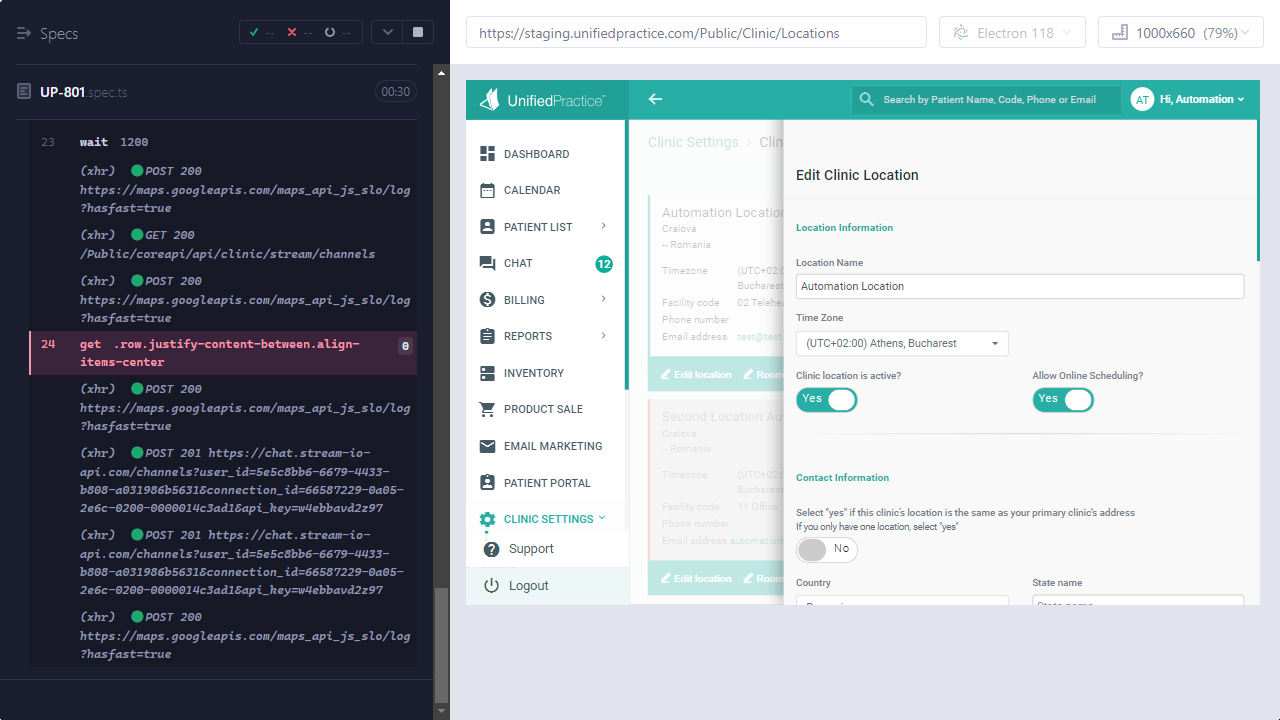 Specs
-- -- --
https://staging.unifiedpractice.com/Public/Clinic/Locations
Electron 118
1000x660 (79%)
UP-801.spec.ts
00:30
23 wait 1200
(xhr) POST 200
https://maps.googleapis.com/maps_api_js_slo/log
?hasfast=true
(xhr) GET 200
/Public/coreapi/api/clinic/stream/channels
(xhr) POST 200
https://maps.googleapis.com/maps_api_js_slo/log
?hasfast=true
24 get .row.justify-content-between.align-
items-center
0
(xhr) POST 200
https://maps.googleapis.com/maps_api_js_slo/log
?hasfast=true
(xhr) POST 201 https://chat.stream-io-
api.com/channels?user_id=5e5c8bb6-6679-4433-
b808-a031986b5631&connection_id=66587229-0a05-
2e6c-0200-0000014c3ad1&api_key=w4ebbavd2z97
(xhr) POST 201 https://chat.stream-io-
api.com/channels?user_id=5e5c8bb6-6679-4433-
b808-a031986b5631&connection_id=66587229-0a05-
2e6c-0200-0000014c3ad1&api_key=w4ebbavd2z97
(xhr) POST 200
https://maps.googleapis.com/maps_api_js_slo/log
?hasfast=true
UnifiedPractice™
Search by Patient Name, Code, Phone or Email
AT
Hi, Automation
DASHBOARD
CALENDAR
PATIENT LIST
CHAT
12
BILLING
REPORTS
INVENTORY
PRODUCT SALE
EMAIL MARKETING
PATIENT PORTAL
CLINIC SETTINGS
Support
Logout
Clinic Settings > Clin
Automation Location
Craiova
-- Romania
Timezone (UTC+02:0
Bucharest
Facility code 02 Telehea
Phone number
Email address test@test.
Edit location
Room
Second Location Au
Craiova
-- Romania
Timezone (UTC+02:0
Bucharest
Facility code 11 Office
Phone number
Email address automation
Edit location
Room
Edit Clinic Location
Location Information
Location Name
Automation Location
Time Zone
(UTC+02:00) Athens, Bucharest
Clinic location is active?
Allow Online Scheduling?
Yes
Yes
Contact Information
Select "yes" if this clinic's location is the same as your primary clinic's address
If you only have one location, select "yes"
No
Country
State name
State name